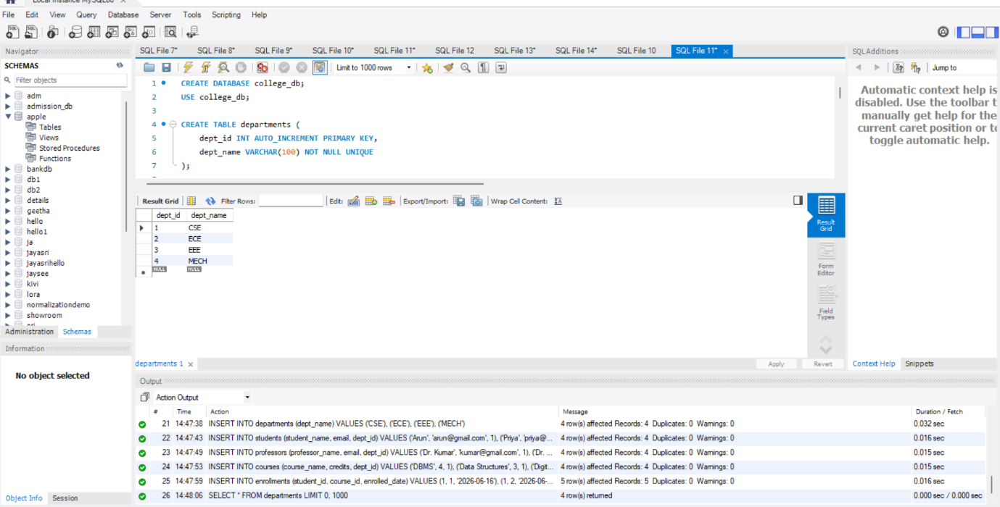 Local instance MySQL80 ×
File Edit View Query Database Server Tools Scripting Help
Navigator
SCHEMAS
Filter objects
adm
admission_db
apple
Tables
Views
Stored Procedures
Functions
bankdb
db1
db2
details
geetha
hello
hello1
ja
jayasri
jayasrihello
jaysee
kivi
lora
normalizationdemo
showroom
Administration Schemas
Information
No object selected
Object Info Session
SQL File 7* SQL File 8* SQL File 9* SQL File 10* SQL File 11* SQL File 12 SQL File 13* SQL File 14* SQL File 10 SQL File 11* ×
Limit to 1000 rows
1 CREATE DATABASE college_db;
2 USE college_db;
3
4 CREATE TABLE departments (
5 dept_id INT AUTO_INCREMENT PRIMARY KEY,
6 dept_name VARCHAR(100) NOT NULL UNIQUE
7 );
Result Grid Filter Rows: Edit: Export/Import: Wrap Cell Content:
dept_id dept_name
1 CSE
2 ECE
3 EEE
4 MECH
NULL NULL
Result
Grid
Form
Editor
Field
Types
departments 1 ×
Apply Revert
SQLAdditions
Jump to
Automatic context help is
disabled. Use the toolbar t
manually get help for the
current caret position or to
toggle automatic help.
Context Help Snippets
Output
Action Output
# Time Action Message Duration / Fetch
21 14:47:38 INSERT INTO departments (dept_name) VALUES ('CSE'), ('ECE'), ('EEE'), ('MECH') 4 row(s) affected Records: 4 Duplicates: 0 Warnings: 0 0.032 sec
22 14:47:43 INSERT INTO students (student_name, email, dept_id) VALUES ('Arun', 'arun@gmail.com', 1), ('Priya', 'priya@... 4 row(s) affected Records: 4 Duplicates: 0 Warnings: 0 0.016 sec
23 14:47:49 INSERT INTO professors (professor_name, email, dept_id) VALUES ('Dr. Kumar', 'kumar@gmail.com', 1), ('Dr. ... 4 row(s) affected Records: 4 Duplicates: 0 Warnings: 0 0.015 sec
24 14:47:53 INSERT INTO courses (course_name, credits, dept_id) VALUES ('DBMS', 4, 1), ('Data Structures', 3, 1), ('Digit... 4 row(s) affected Records: 4 Duplicates: 0 Warnings: 0 0.015 sec
25 14:47:59 INSERT INTO enrollments (student_id, course_id, enrolled_date) VALUES (1, 1, '2026-06-16'), (1, 2, '2026-06-... 5 row(s) affected Records: 5 Duplicates: 0 Warnings: 0 0.016 sec
26 14:48:06 SELECT * FROM departments LIMIT 0, 1000 4 row(s) returned 0.000 sec / 0.000 sec